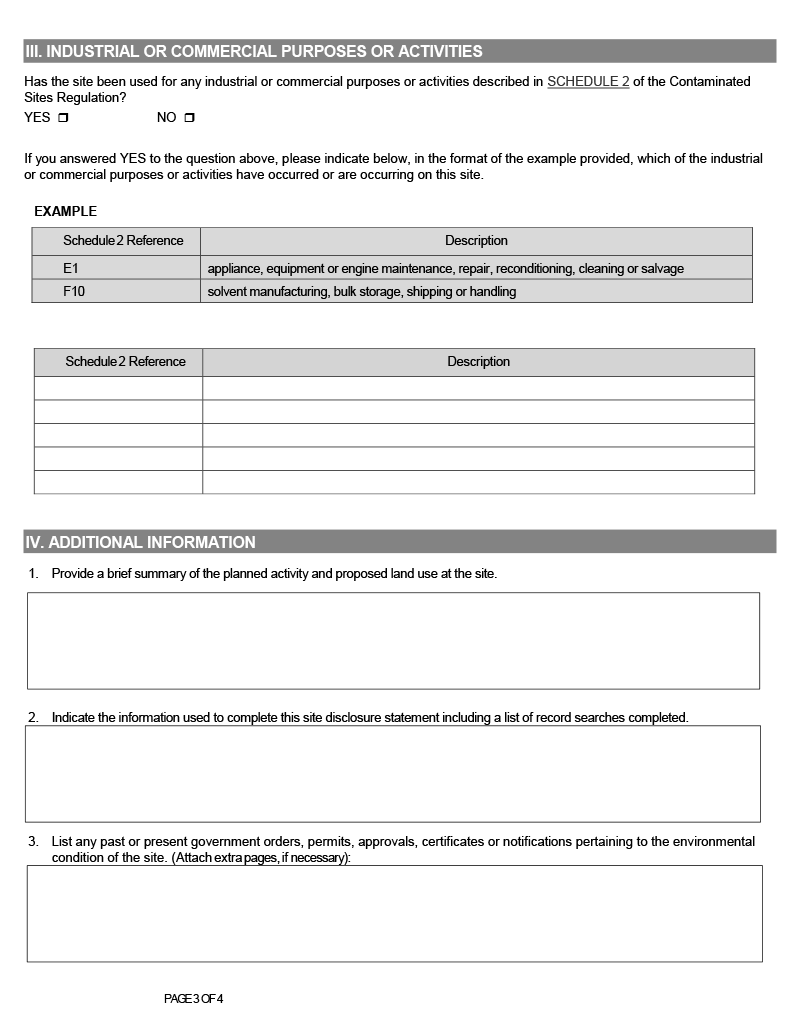 III. INDUSTRIAL OR COMMERCIAL PURPOSES OR ACTIVITIES
Has the site been used for any industrial or commercial purposes or activities described in SCHEDULE 2 of the Contaminated
Sites Regulation?
YES ❐ NO ❐
If you answered YES to the question above, please indicate below, in the format of the example provided, which of the industrial
or commercial purposes or activities have occurred or are occurring on this site.
EXAMPLE
Schedule 2 Reference Description
E1 appliance, equipment or engine maintenance, repair, reconditioning, cleaning or salvage
F10 solvent manufacturing, bulk storage, shipping or handling
Schedule 2 Reference Description
IV. ADDITIONAL INFORMATION
1. Provide a brief summary of the planned activity and proposed land use at the site.
2. Indicate the information used to complete this site disclosure statement including a list of record searches completed.
3. List any past or present government orders, permits, approvals, certificates or notifications pertaining to the environmental
condition of the site. (Attach extra pages, if necessary):
PAGE 3 OF 4